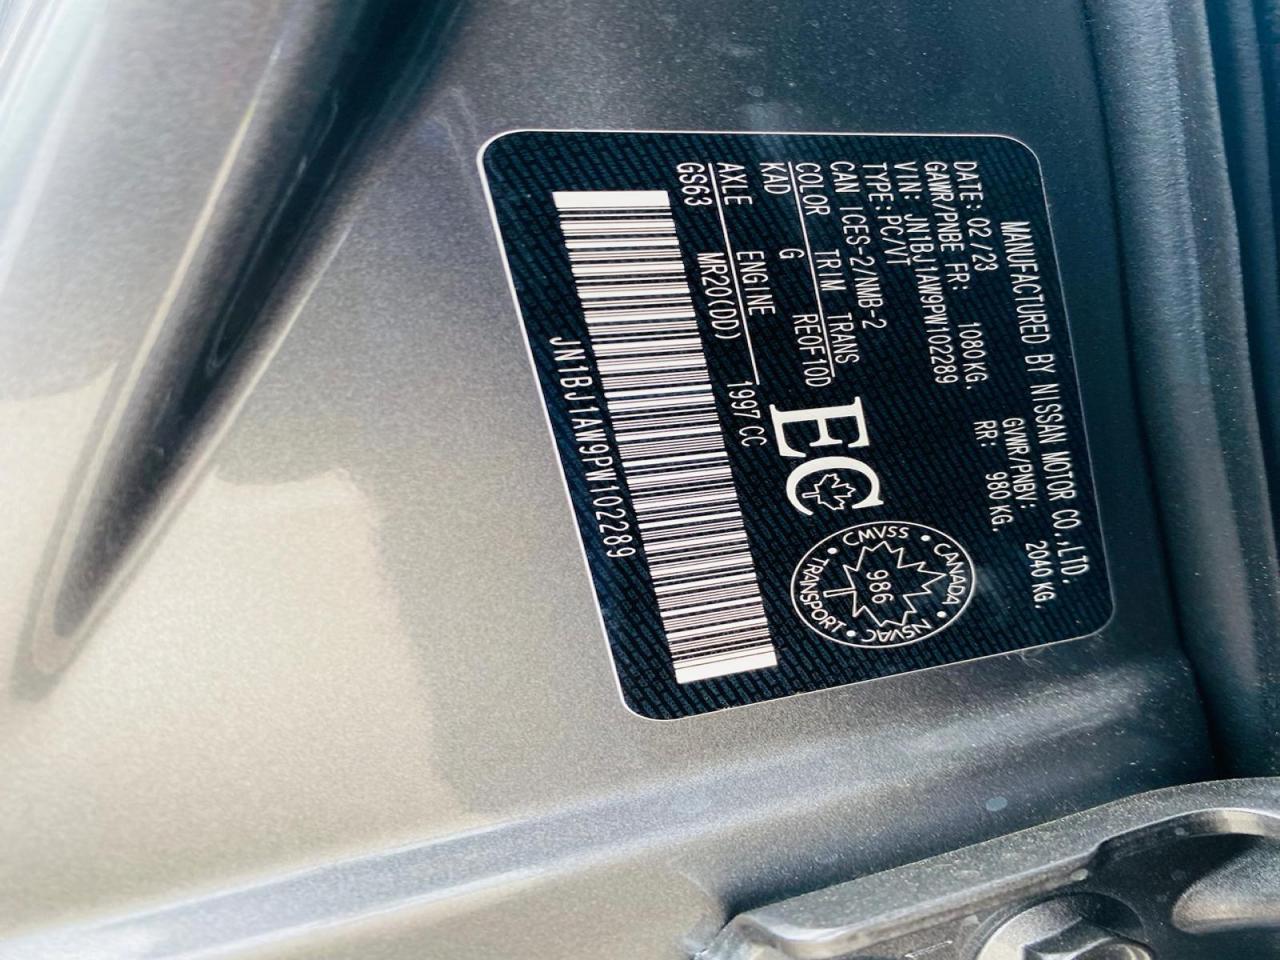 MANUFACTURED BY NISSAN MOTOR CO.,LTD.
DATE: 02/23 GVWR/PNBV: 2040 KG.
GAWR/PNBE FR: 1080 KG. RR: 980 KG.
VIN: JN1BJ1AW9PW102289
TYPE:PC/VT
CAN ICES-2/NMB-2
COLOR TRIM TRANS
KAD G RE0F10D
AXLE ENGINE
GS63 MR20(DD) 1997 CC
EC
CANADA • NSVAC • TRANSPORT • CMVSS •
986
JN1BJ1AW9PW102289